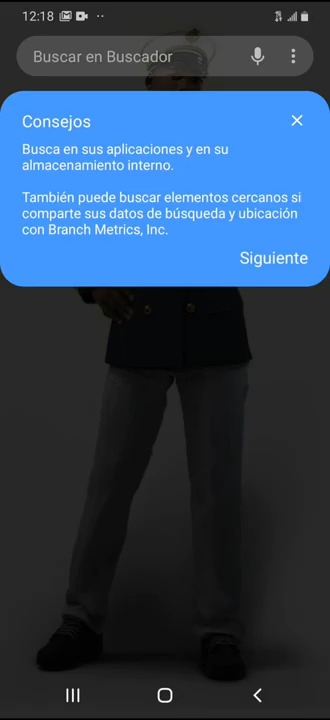 12:18
Buscar en Buscador
Consejos
Busca en sus aplicaciones y en su
almacenamiento interno.
También puede buscar elementos cercanos si
comparte sus datos de búsqueda y ubicación
con Branch Metrics, Inc.
Siguiente